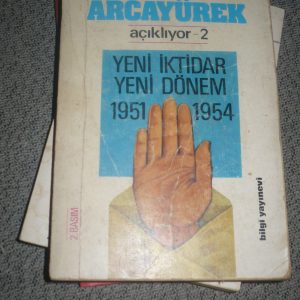 ARCAYÜREK
açıklıyor-2
YENİ İKTİDAR
YENİ DÖNEM
1951 1954
2. BASIM
bilgi yayınevi